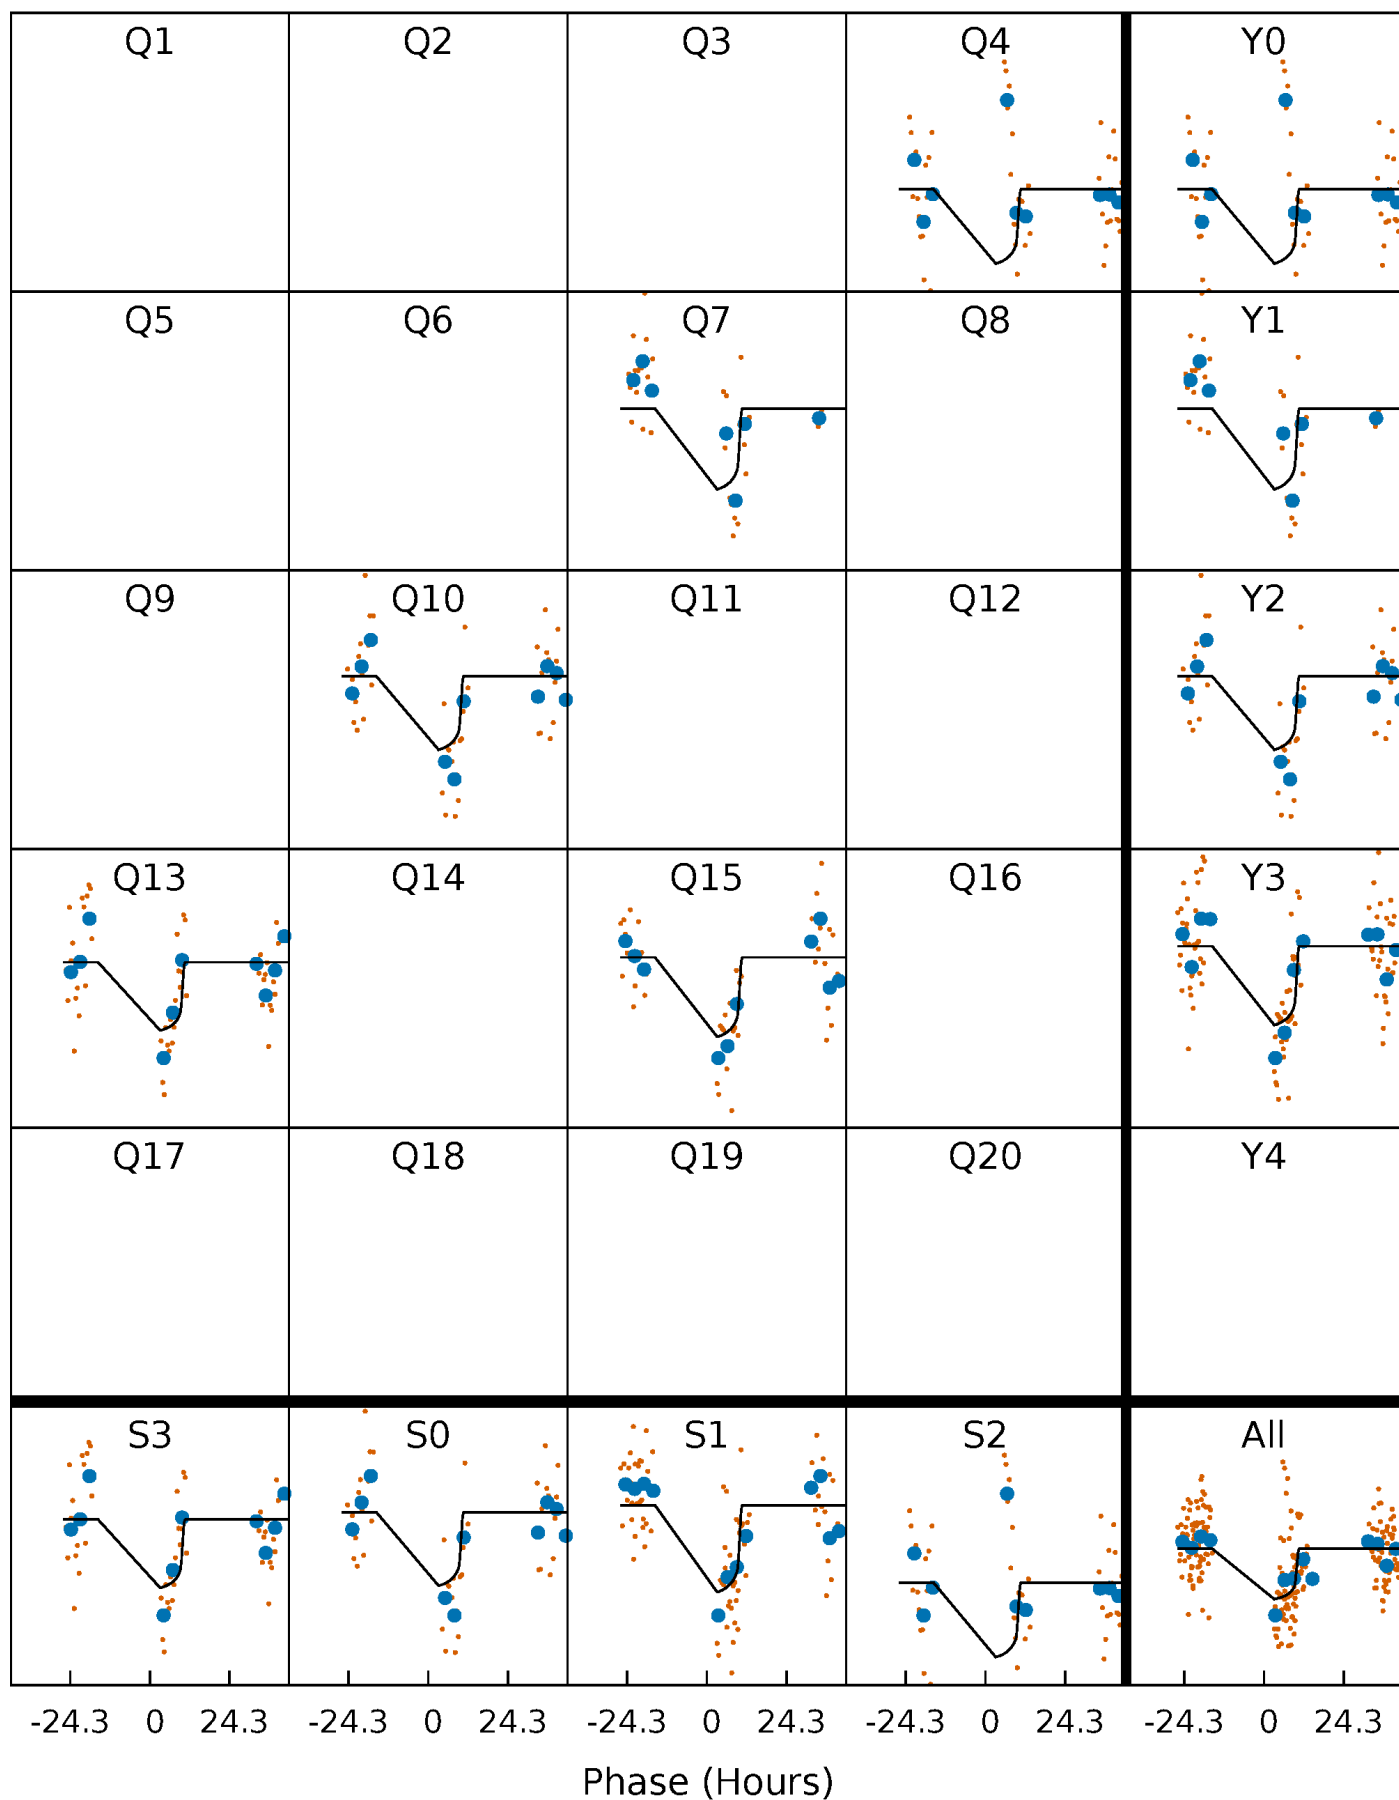 Q1 Q2 Q3 Q4 Y0
Q5 Q6 Q7 Q8 Y1
Q9 Q10 Q11 Q12 Y2
Q13 Q14 Q15 Q16 Y3
Q17 Q18 Q19 Q20 Y4
S3 S0 S1 S2 All
-24.3 0 24.3 -24.3 0 24.3 -24.3 0 24.3 -24.3 0 24.3 -24.3 0 24.3
Phase (Hours)